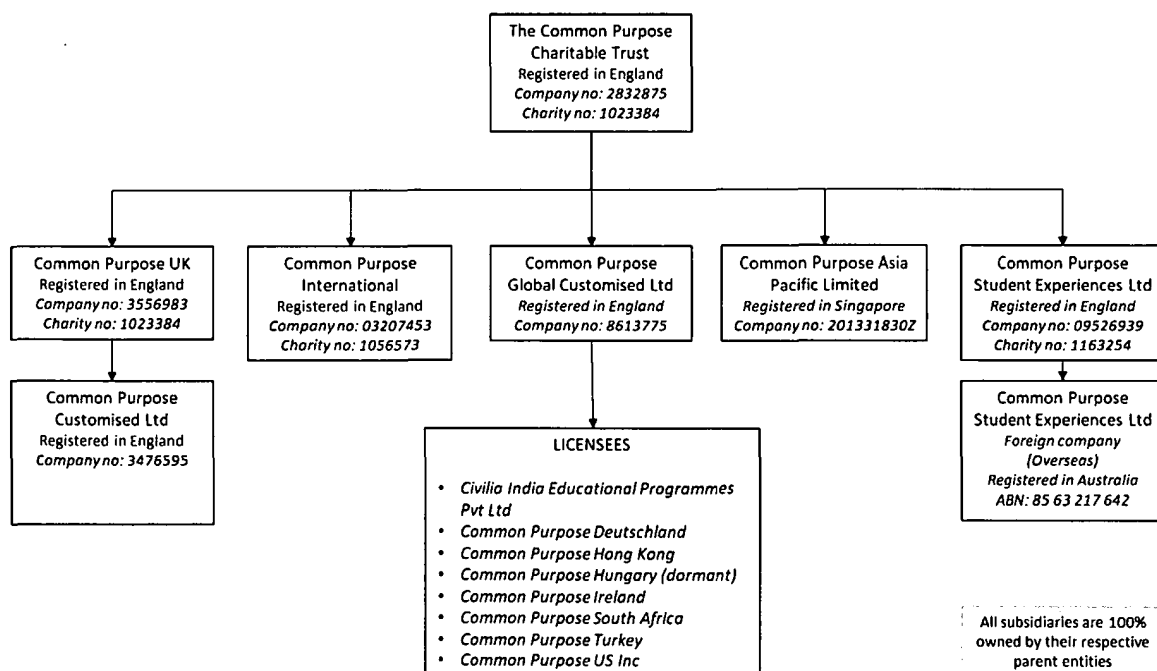 The Common Purpose
Charitable Trust
Registered in England
Company no: 2832875
Charity no: 1023384
Common Purpose UK
Registered in England
Company no: 3556983
Charity no: 1023384
Common Purpose
International
Registered in England
Company no: 03207453
Charity no: 1056573
Common Purpose
Global Customised Ltd
Registered in England
Company no: 8613775
Common Purpose Asia
Pacific Limited
Registered in Singapore
Company no: 201331830Z
Common Purpose
Student Experiences Ltd
Registered in England
Company no: 09526939
Charity no: 1163254
Common Purpose
Customised Ltd
Registered in England
Company no: 3476595
LICENSEES
• Civilia India Educational Programmes
Pvt Ltd
• Common Purpose Deutschland
• Common Purpose Hong Kong
• Common Purpose Hungary (dormant)
• Common Purpose Ireland
• Common Purpose South Africa
• Common Purpose Turkey
• Common Purpose US Inc
Common Purpose
Student Experiences Ltd
Foreign company
(Overseas)
Registered in Australia
ABN: 85 63 217 642
All subsidiaries are 100%
owned by their respective
parent entities